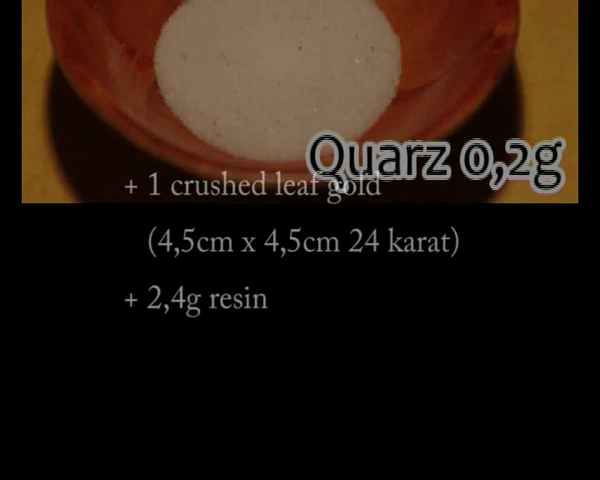 Quarz 0,2g
+ 1 crushed leaf gold
(4,5cm x 4,5cm 24 karat)
+ 2,4g resin